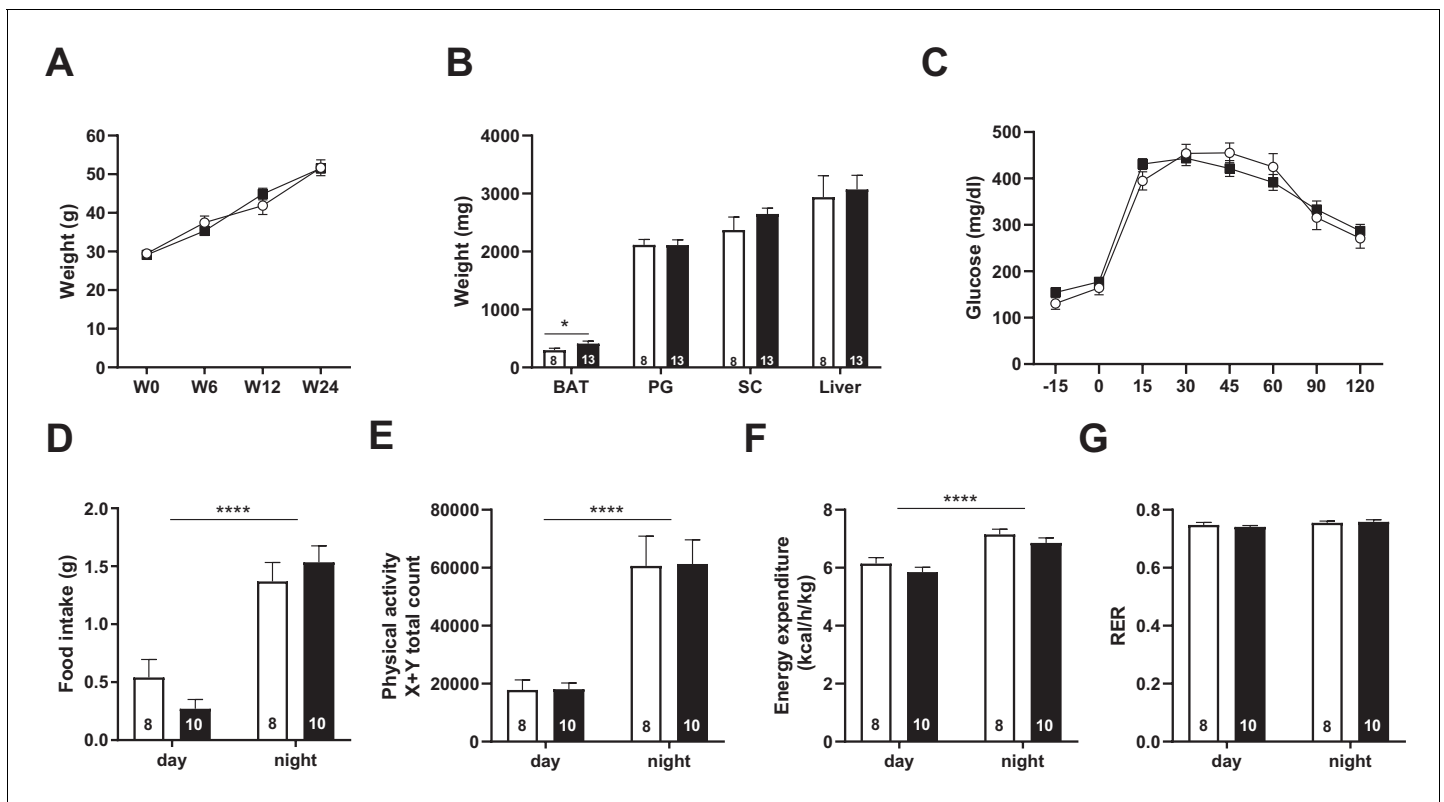 A
B
C
Weight (g)
60
50
40
30
20
10
0
W0 W6 W12 W24
Weight (mg)
4000
3000
2000
1000
0
*
8 13 8 13 8 13 8 13
BAT PG SC Liver
Glucose (mg/dl)
500
400
300
200
100
0
-15 0 15 30 45 60 90 120
D
E
F
G
Food intake (g)
2.0
1.5
1.0
0.5
0.0
****
8 10 8 10
day night
Physical activity
X+Y total count
80000
60000
40000
20000
0
****
8 10 8 10
day night
Energy expenditure
(kcal/h/kg)
8
6
4
2
0
****
8 10 8 10
day night
RER
0.8
0.6
0.4
0.2
0.0
8 10 8 10
day night